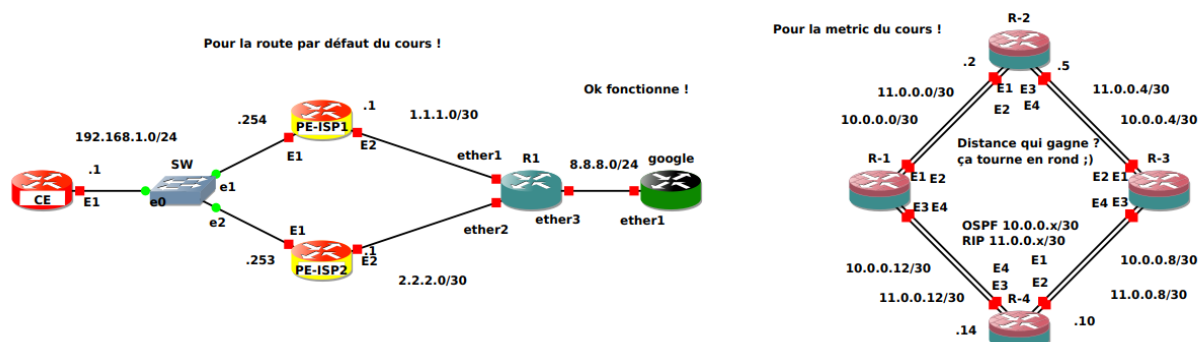 Pour la route par défaut du cours !
Ok fonctionne !
192.168.1.0/24
.254
PE-ISP1
.1
1.1.1.0/30
E1
E2
SW
.1
CE
E1
e0
e1
e2
ether1
R1
8.8.8.0/24
google
ether2
ether3
ether1
E1
.253
PE-ISP2
.1
E2
2.2.2.0/30
Pour la metric du cours !
R-2
.2
.5
E1
E3
E2
E4
11.0.0.0/30
11.0.0.4/30
10.0.0.0/30
10.0.0.4/30
Distance qui gagne ?
ça tourne en rond ;)
R-1
E1
E2
E3
E4
R-3
E2
E1
E4
E3
OSPF 10.0.0.x/30
RIP 11.0.0.x/30
10.0.0.12/30
11.0.0.12/30
E4
E3
E1
E2
10.0.0.8/30
11.0.0.8/30
R-4
.14
.10